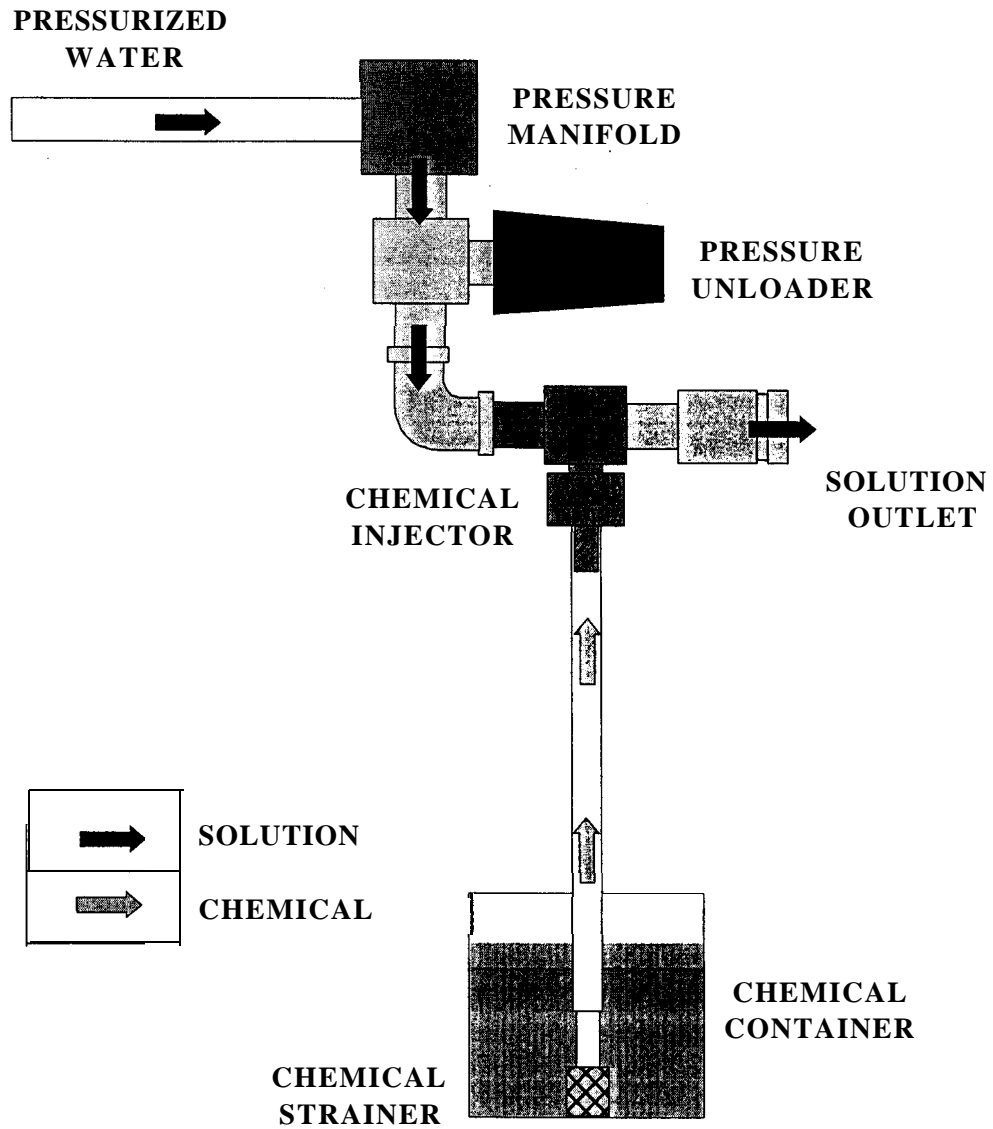 PRESSURIZED
WATER
PRESSURE
MANIFOLD
PRESSURE
UNLOADER
CHEMICAL
INJECTOR
SOLUTION
OUTLET
SOLUTION
CHEMICAL
CHEMICAL
CONTAINER
CHEMICAL
STRAINER